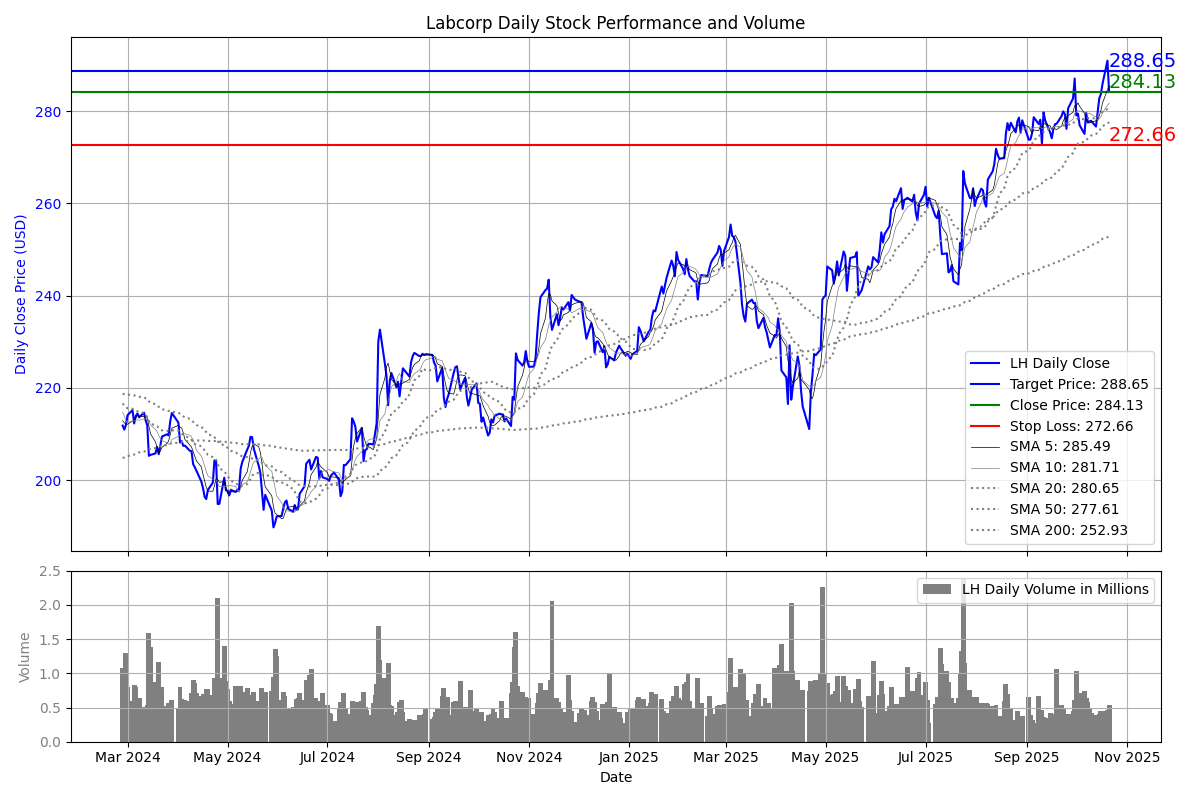 Labcorp Daily Stock Performance and Volume
288.65
284.13
272.66
280
260
240
220
200
Daily Close Price (USD)
LH Daily Close
Target Price: 288.65
Close Price: 284.13
Stop Loss: 272.66
SMA 5: 285.49
SMA 10: 281.71
SMA 20: 280.65
SMA 50: 277.61
SMA 200: 252.93
2.5
2.0
1.5
1.0
0.5
0.0
Volume
LH Daily Volume in Millions
Mar 2024 May 2024 Jul 2024 Sep 2024 Nov 2024 Jan 2025 Mar 2025 May 2025 Jul 2025 Sep 2025 Nov 2025
Date